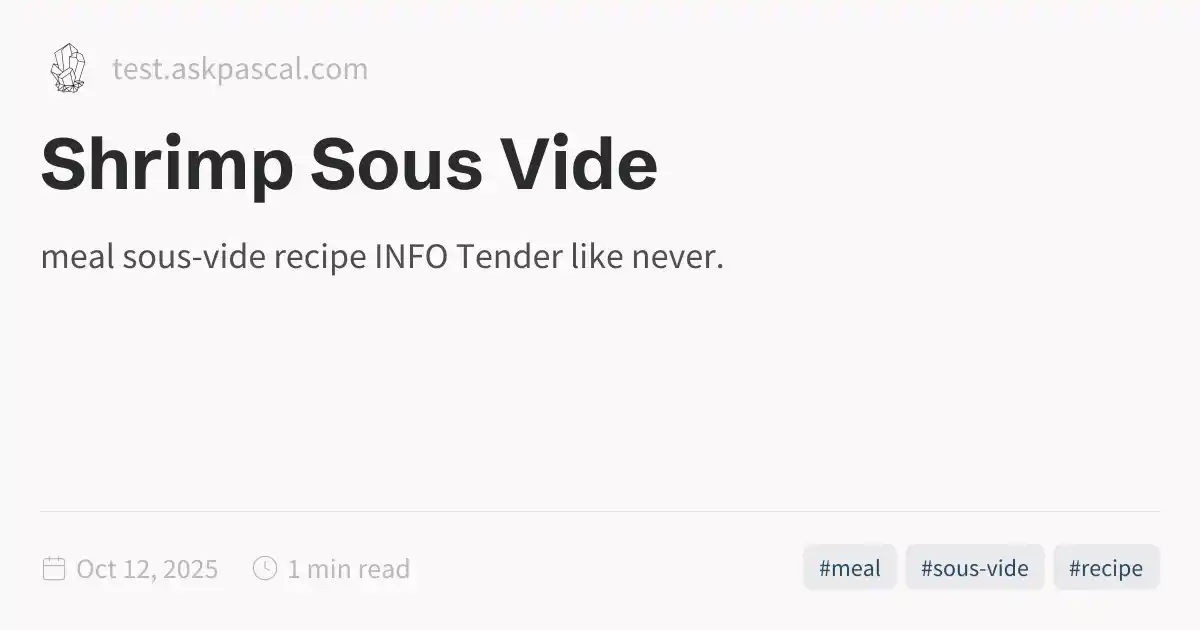 test.askpascal.com
Shrimp Sous Vide
meal sous-vide recipe INFO Tender like never.
Oct 12, 2025 1 min read #meal #sous-vide #recipe